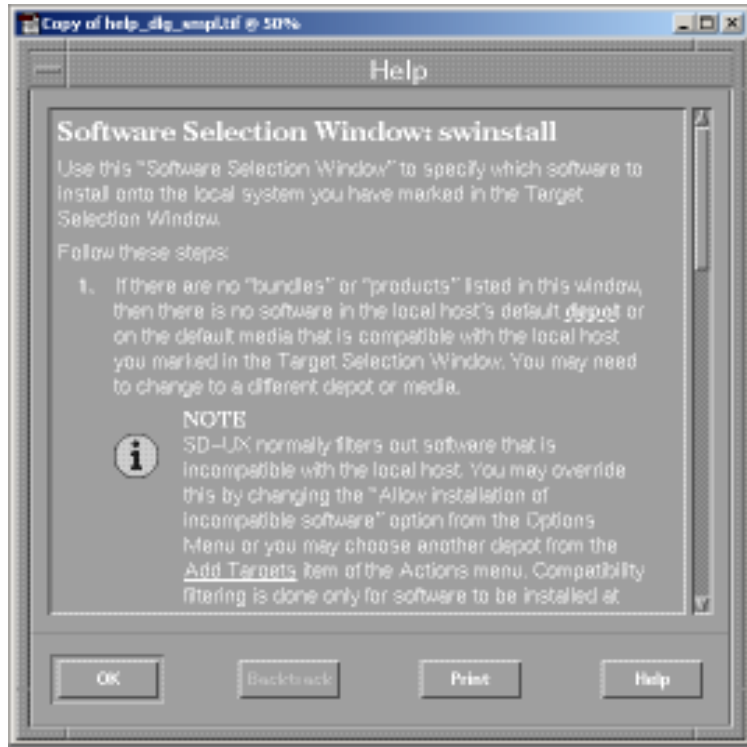 Copy of help_dlg_smpl.tif @ 50%
Help
Software Selection Window: swinstall
Use this "Software Selection Window" to specify which software to
install onto the local system you have marked in the Target
Selection Window.
Follow these steps:
1. If there are no "bundles" or "products" listed in this window,
then there is no software in the local host's default depot or
on the default media that is compatible with the local host
you marked in the Target Selection Window. You may need
to change to a different depot or media.
NOTE
SD-UX normally filters out software that is
incompatible with the local host. You may override
this by changing the "Allow installation of
incompatible software" option from the Options
Menu or you may choose another depot from the
Add Targets item of the Actions menu. Compatibility
filtering is done only for software to be installed at
OK
Backtrack
Print
Help